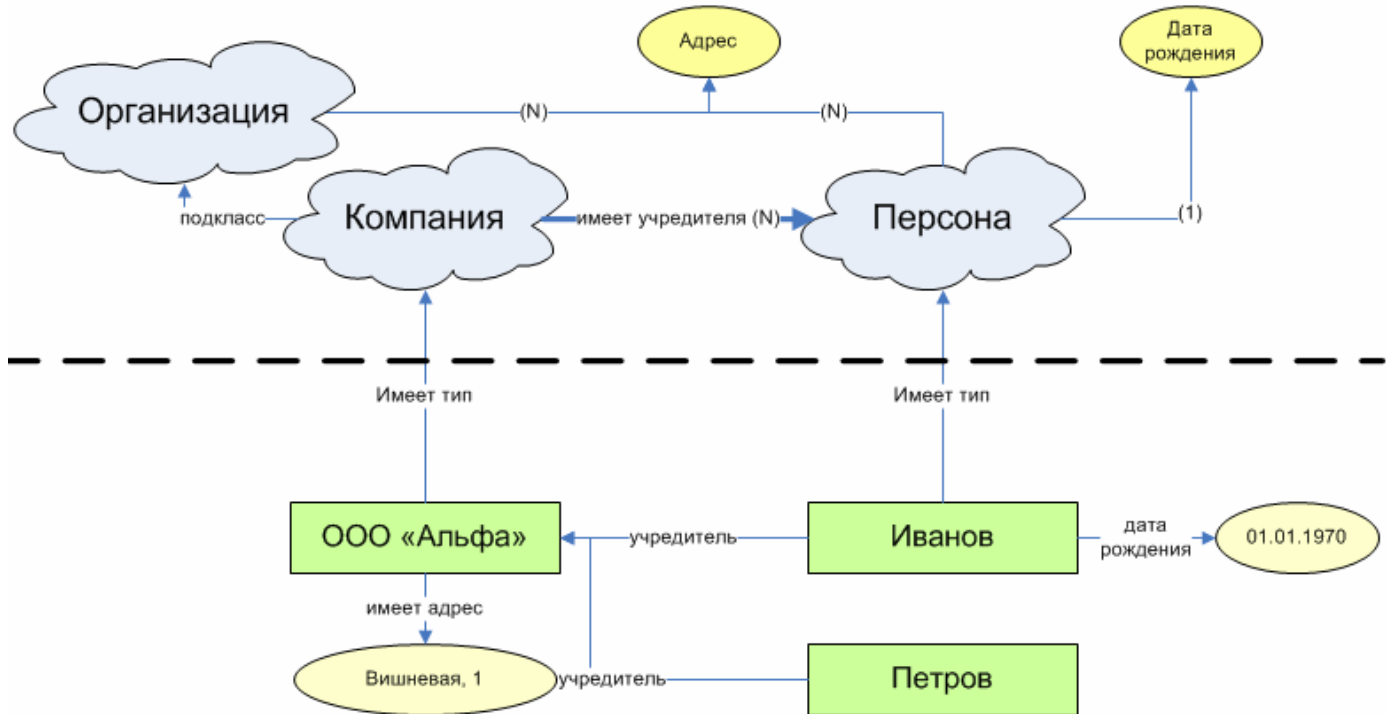 Адрес
Дата
рождения
Организация
(N)
(N)
подкласс
Компания
имеет учредителя (N)
Персона
(1)
Имеет тип
Имеет тип
ООО «Альфа»
учредитель
Иванов
дата
рождения
01.01.1970
имеет адрес
Вишневая, 1
учредитель
Петров